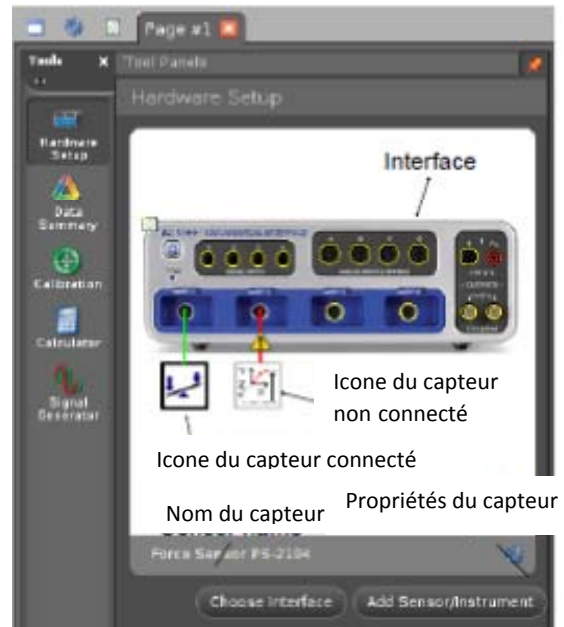 Page #1
Tools
Tool Panels
Hardware Setup
Hardware
Setup
Interface
Data
Summary
Calibration
Calculator
Signal
Generator
Icone du capteur
non connecté
Icone du capteur connecté
Propriétés du capteur
Nom du capteur
Force Sensor PS-2104
Choose Interface
Add Sensor/Instrument